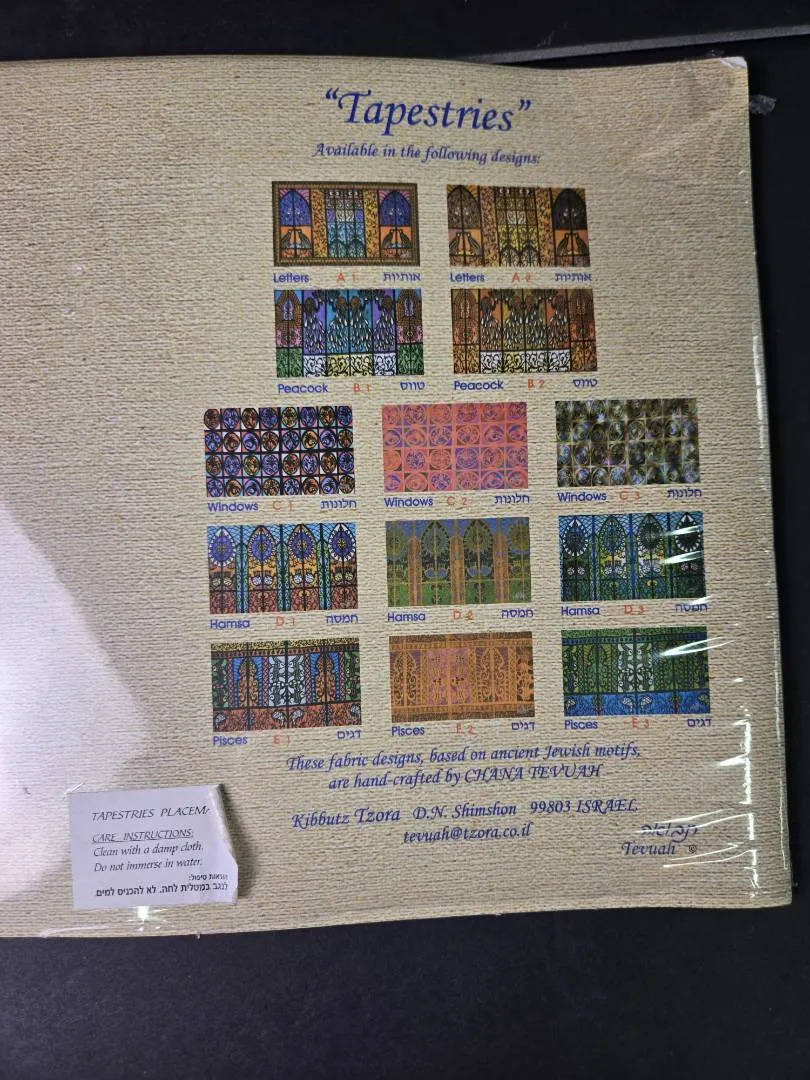 “Tapestries”
Available in the following designs:
Letters A 1 אותיות
Letters A 2 אותיות
Peacock B 1 טווס
Peacock B 2 טווס
Windows C 1 חלונות
Windows C 2 חלונות
Windows C 3 חלונות
Hamsa D 1 חמסה
Hamsa D 2 חמסה
Hamsa D 3 חמסה
Pisces E 1 דגים
Pisces E 2 דגים
Pisces E 3 דגים
These fabric designs, based on ancient Jewish motifs,
are hand-crafted by CHANA TEVUAH
Kibbutz Tzora D.N. Shimshon 99803 ISRAEL
tevuah@tzora.co.il
Tevuah ©
TAPESTRIES PLACEMA
CARE INSTRUCTIONS:
Clean with a damp cloth.
Do not immerse in water.
הוראות טיפול:
לנגב במטלית לחה, לא להכניס למים.